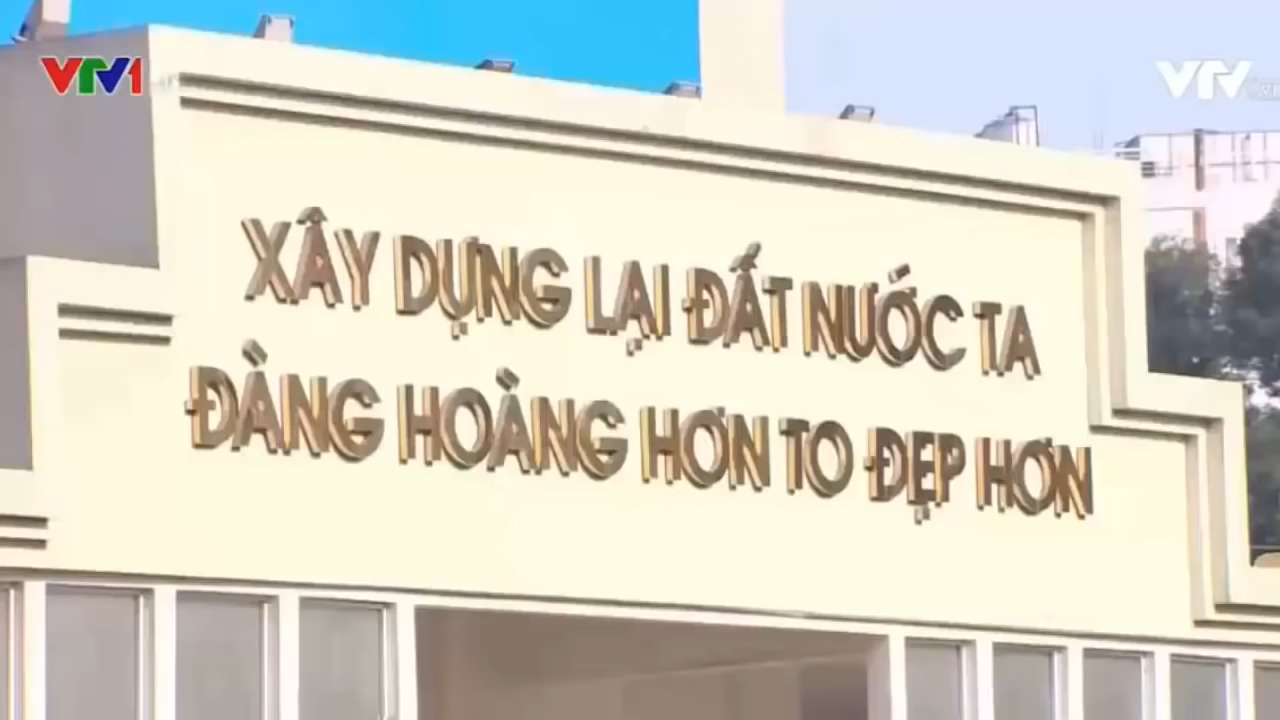 VTV1
VTV
XÂY DỰNG LẠI ĐẤT NƯỚC TA
ĐÀNG HOÀNG HƠN TO ĐẸP HƠN